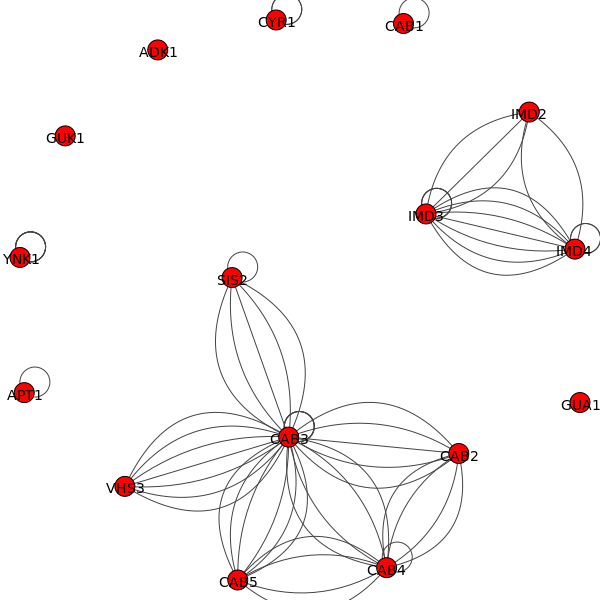 CYR1
CAB1
ADK1
IMD2
GUK1
IMD3
IMD4
YNK1
SIS2
APT1
GUA1
CAB3
CAB2
VHS3
CAB4
CAB5